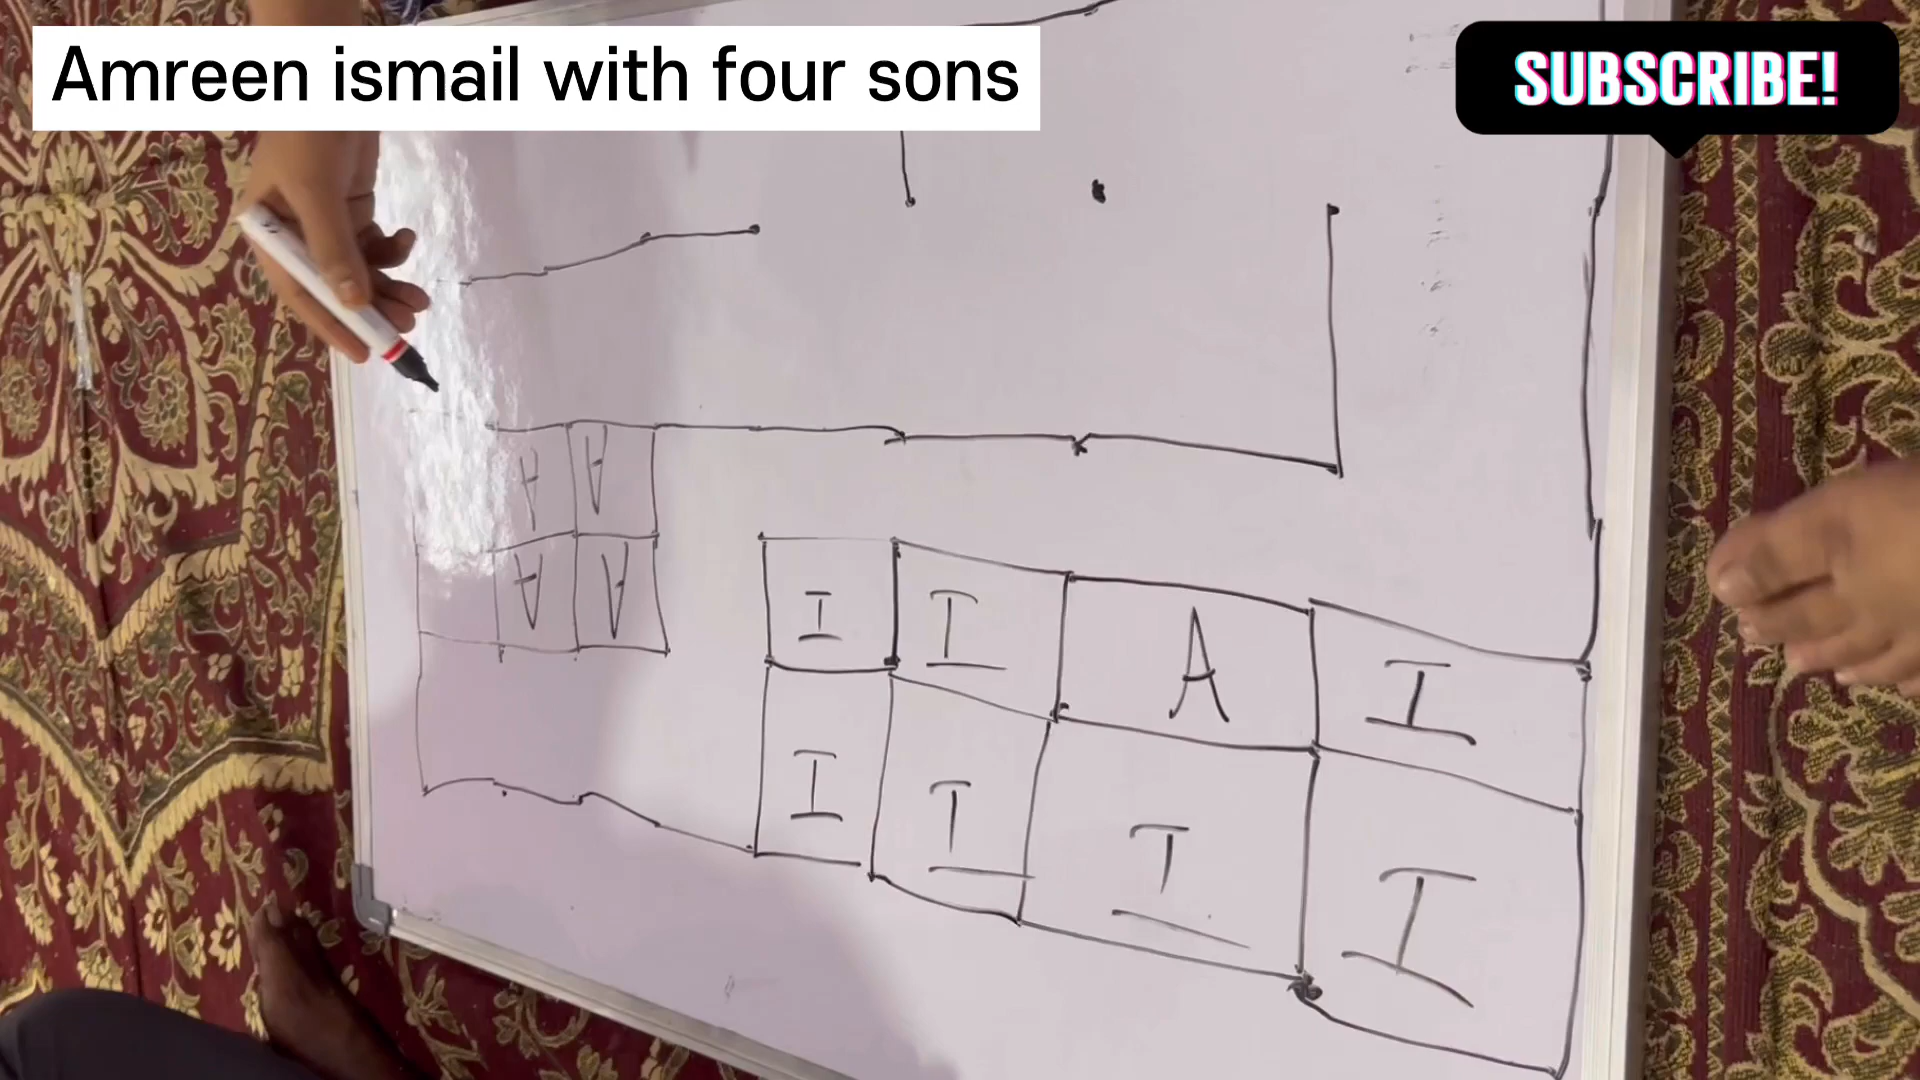 Amreen ismail with four sons
SUBSCRIBE!
A A
A A
I I A I
I I I I